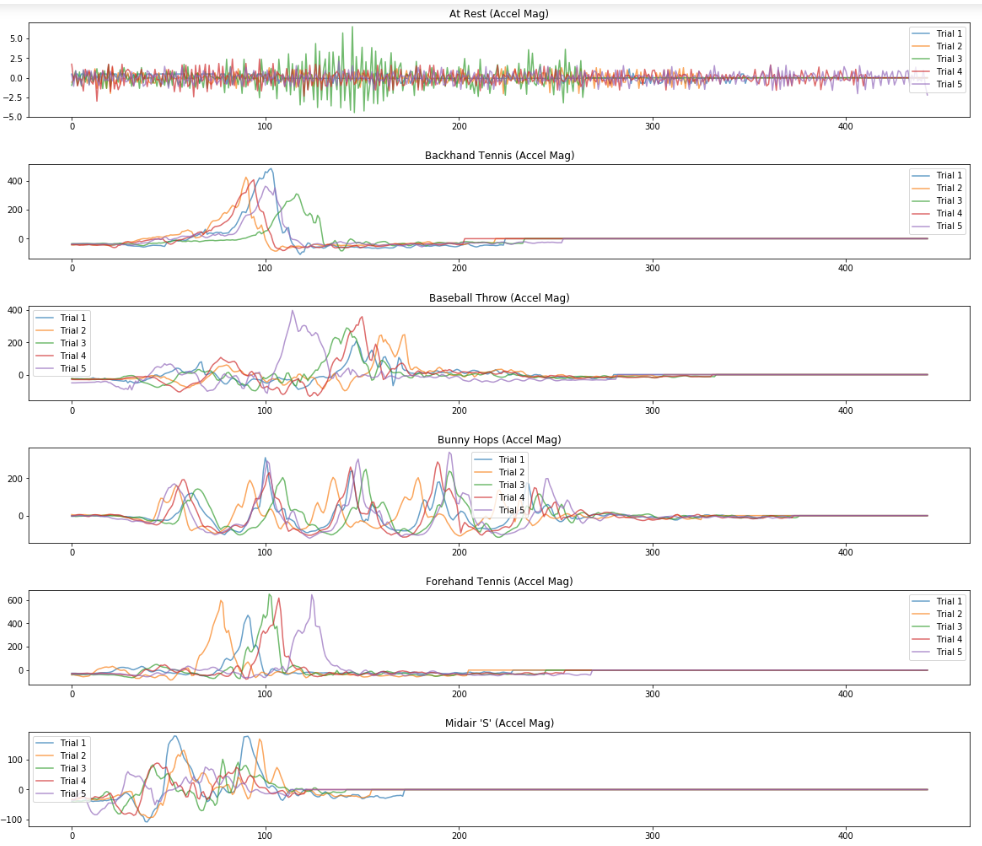 At Rest (Accel Mag)
5.0
2.5
0.0
−2.5
−5.0
Trial 1
Trial 2
Trial 3
Trial 4
Trial 5
0 100 200 300 400
Backhand Tennis (Accel Mag)
400
200
0
Trial 1
Trial 2
Trial 3
Trial 4
Trial 5
0 100 200 300 400
Baseball Throw (Accel Mag)
400
200
0
Trial 1
Trial 2
Trial 3
Trial 4
Trial 5
0 100 200 300 400
Bunny Hops (Accel Mag)
200
0
Trial 1
Trial 2
Trial 3
Trial 4
Trial 5
0 100 200 300 400
Forehand Tennis (Accel Mag)
600
400
200
0
Trial 1
Trial 2
Trial 3
Trial 4
Trial 5
0 100 200 300 400
Midair 'S' (Accel Mag)
100
0
−100
Trial 1
Trial 2
Trial 3
Trial 4
Trial 5
0 100 200 300 400